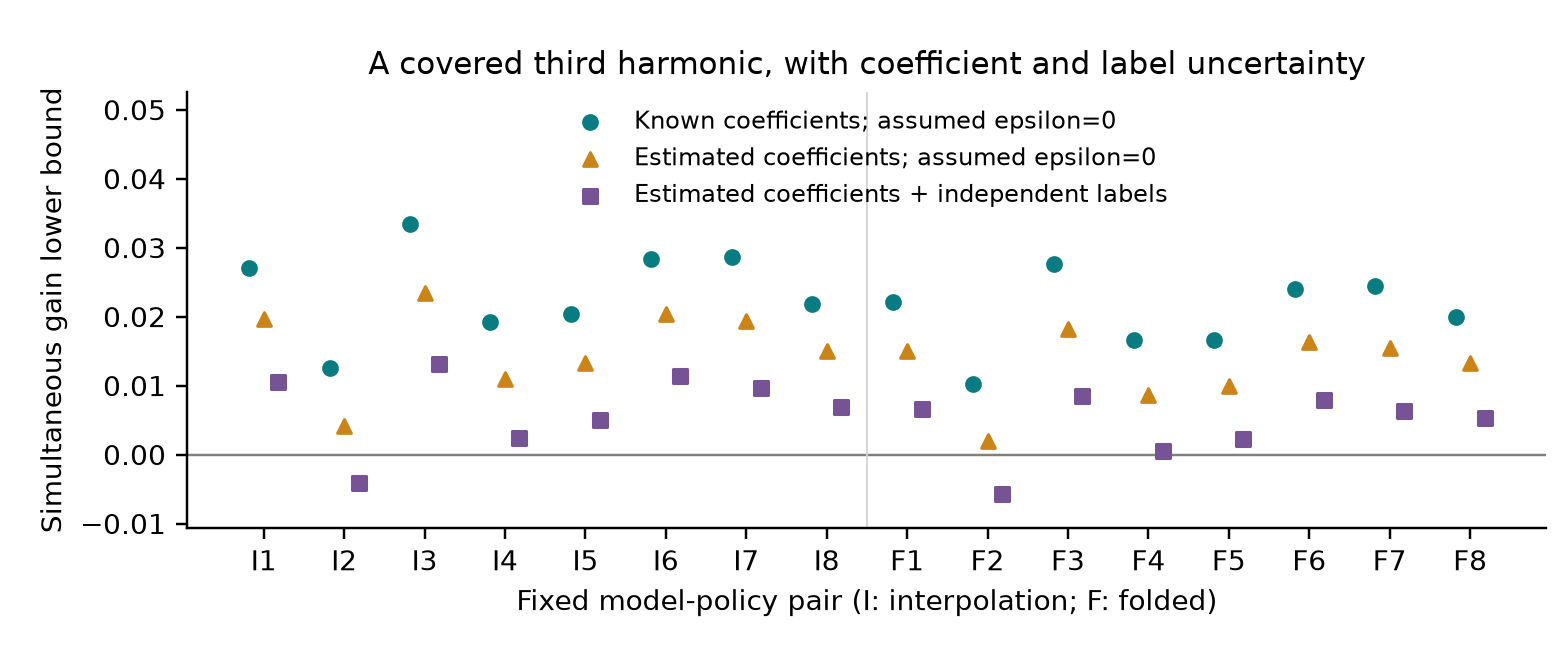 A covered third harmonic, with coefficient and label uncertainty
Simultaneous gain lower bound
0.05
0.04
0.03
0.02
0.01
0.00
−0.01
Known coefficients; assumed epsilon=0
Estimated coefficients; assumed epsilon=0
Estimated coefficients + independent labels
I1 I2 I3 I4 I5 I6 I7 I8 F1 F2 F3 F4 F5 F6 F7 F8
Fixed model-policy pair (I: interpolation; F: folded)